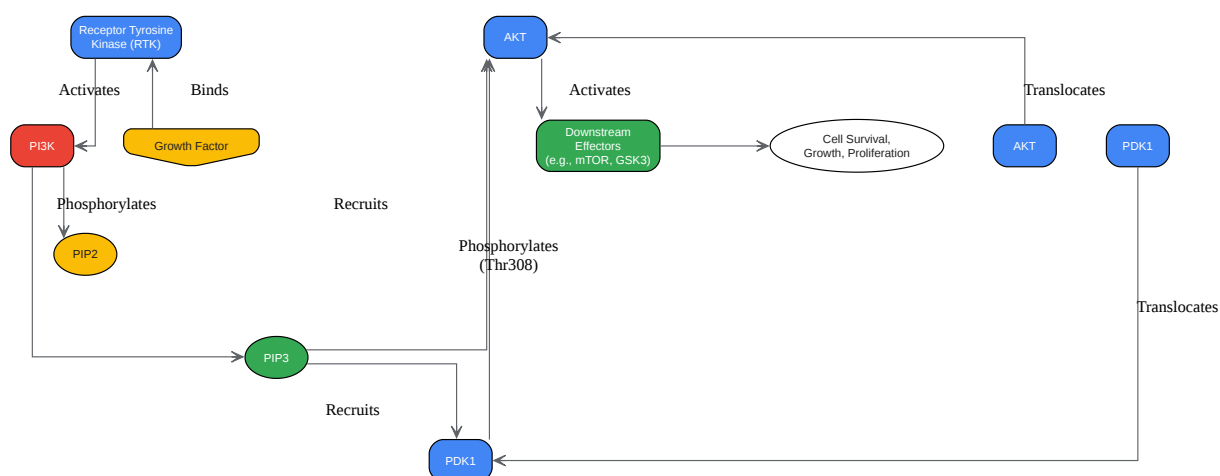 Receptor Tyrosine
Kinase (RTK)
AKT
Activates
Binds
Activates
Translocates
PI3K
Growth Factor
Downstream
Effectors
(e.g., mTOR, GSK3)
Cell Survival,
Growth, Proliferation
AKT
PDK1
Phosphorylates
Recruits
PIP2
Phosphorylates
(Thr308)
Translocates
PIP3
Recruits
PDK1